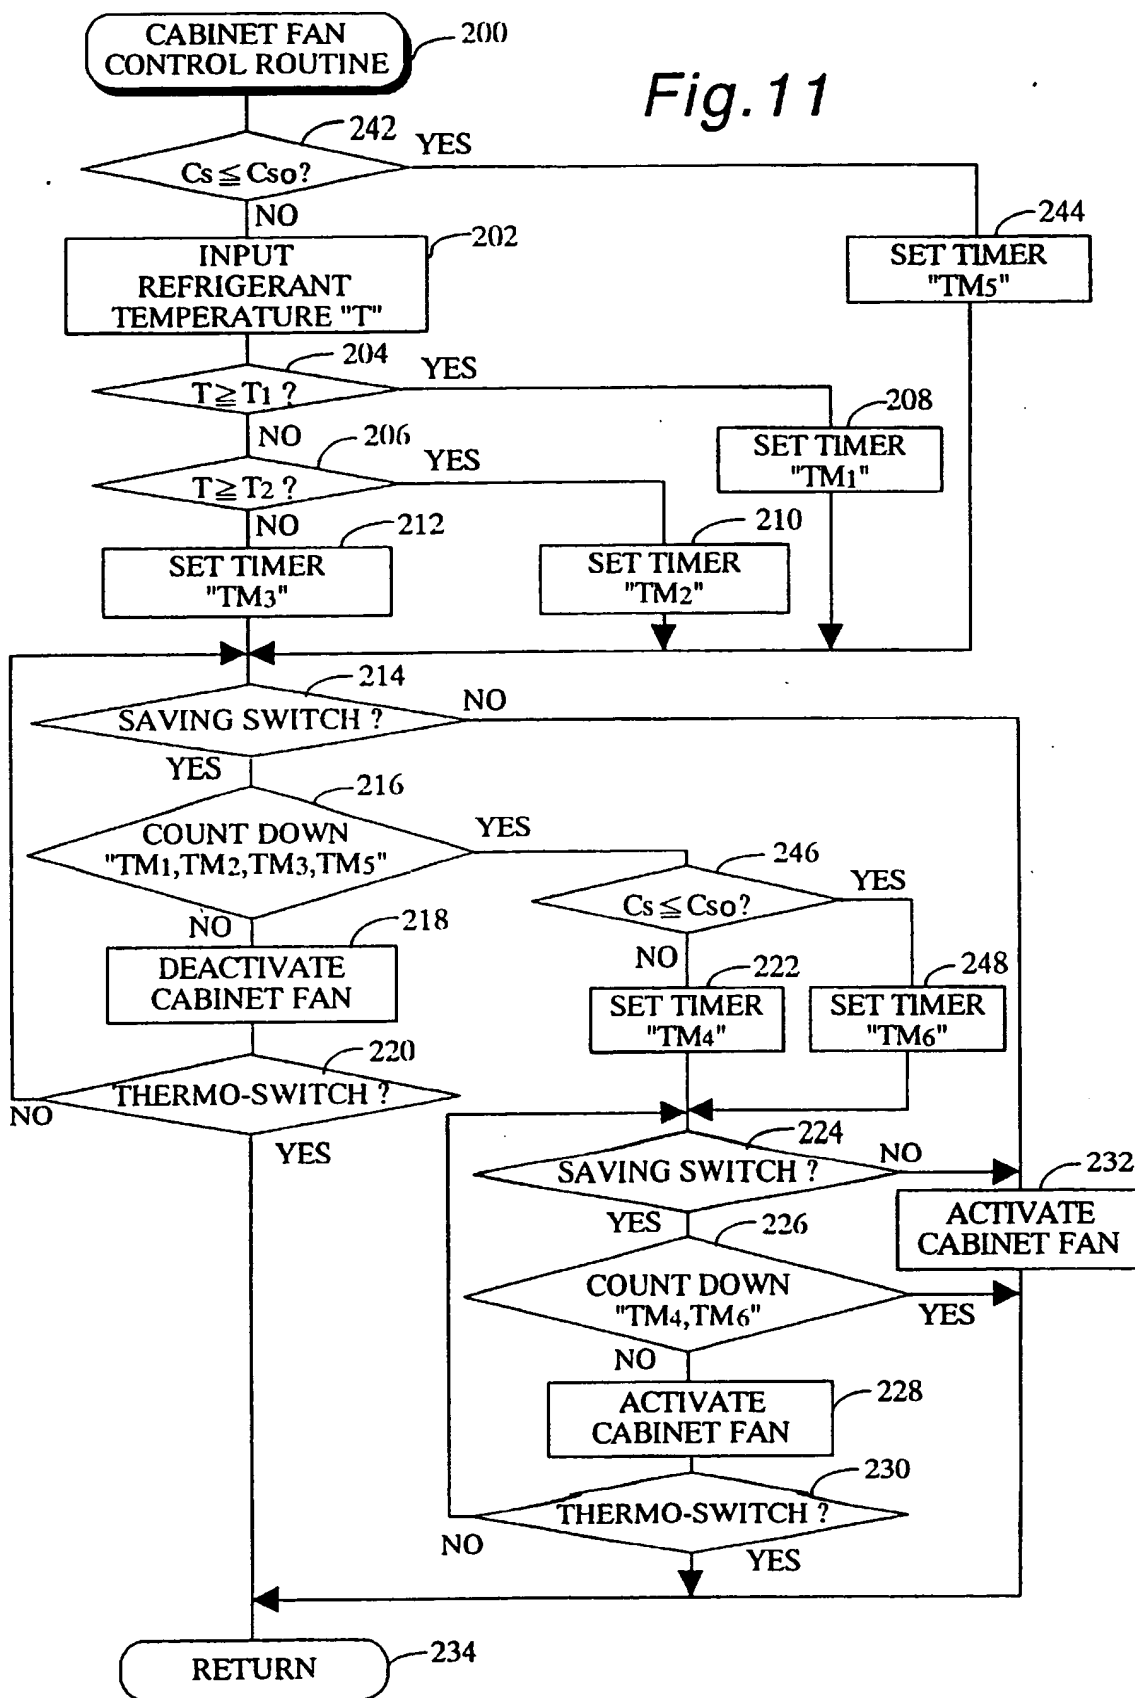 CABINET FAN
CONTROL ROUTINE
200
Fig.11
242
YES
Cs≦Cso?
NO
202
INPUT
REFRIGERANT
TEMPERATURE "T"
244
SET TIMER
"TM5"
204
YES
T≧T1 ?
NO
208
SET TIMER
"TM1"
206
YES
T≧T2 ?
NO
212
SET TIMER
"TM3"
210
SET TIMER
"TM2"
214
NO
SAVING SWITCH ?
YES
216
COUNT DOWN
"TM1,TM2,TM3,TM5"
YES
NO
246
YES
Cs≦Cso?
NO
218
DEACTIVATE
CABINET FAN
222
SET TIMER
"TM4"
248
SET TIMER
"TM6"
220
THERMO-SWITCH ?
NO
YES
224
NO
SAVING SWITCH ?
YES
232
ACTIVATE
CABINET FAN
226
COUNT DOWN
"TM4,TM6"
YES
NO
228
ACTIVATE
CABINET FAN
230
THERMO-SWITCH ?
NO
YES
RETURN
234